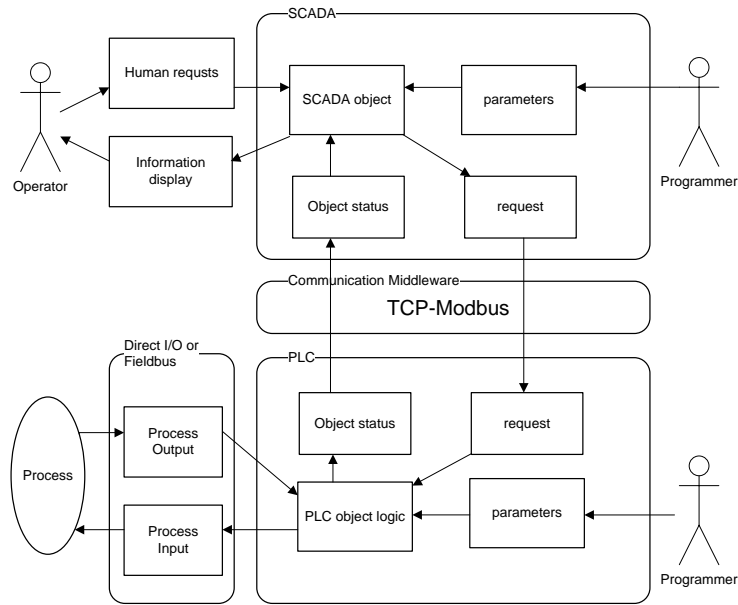 SCADA
Human requsts
SCADA object
parameters
Operator
Information
display
Programmer
Object status
request
Communication Middleware
TCP-Modbus
Direct I/O or
Fieldbus
PLC
Object status
request
Process
Output
Process
PLC object logic
parameters
Process
Input
Programmer